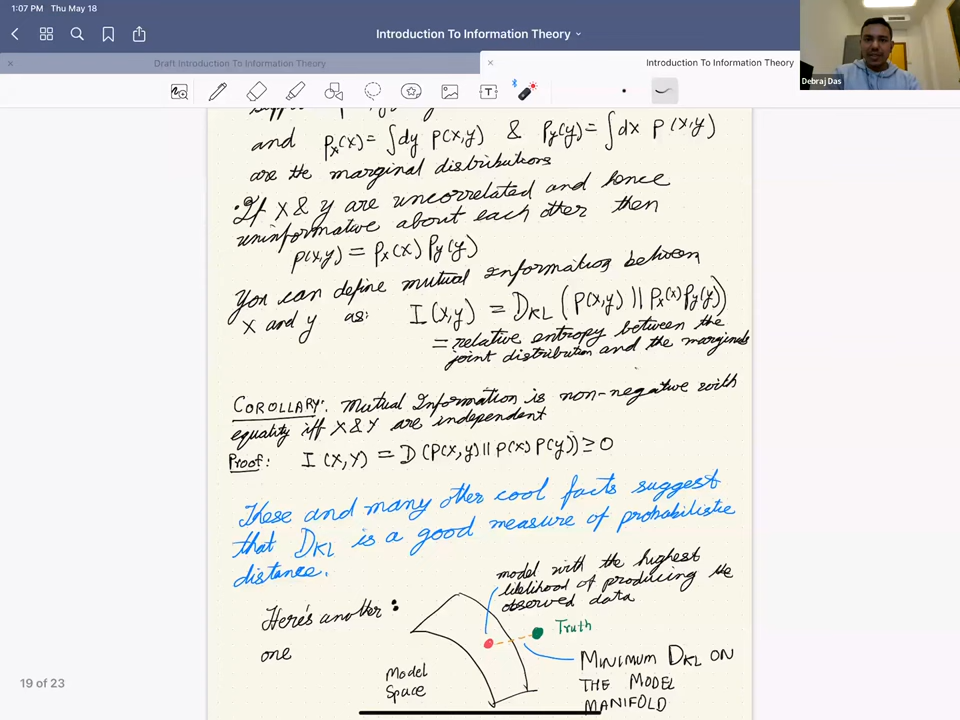 1:07 PM Thu May 18
Introduction To Information Theory
Draft Introduction To Information Theory
Introduction To Information Theory
Debraj Das
and Px(x) = ∫dy P(x,y) & Py(y) = ∫dx P(x,y)
are the marginal distributions
• If X & Y are uncorrelated and hence
uninformative about each other then
P(x,y) = Px(x) Py(y)
You can define mutual Information between
X and Y as: I(x,y) = DKL (P(x,y) || Px(x) Py(y))
= relative entropy between the
joint distribution and the marginals
COROLLARY: Mutual Information is non-negative with
equality iff X & Y are independent
Proof: I (X,Y) = D (P(x,y) || P(x) P(y)) ≥ 0
These and many other cool facts suggest
that DKL is a good measure of probabilistic
distance.
model with the highest
likelihood of producing the
observed data
Here's another :
one
Truth
Model
Space
MINIMUM DKL ON
THE MODEL
MANIFOLD
19 of 23